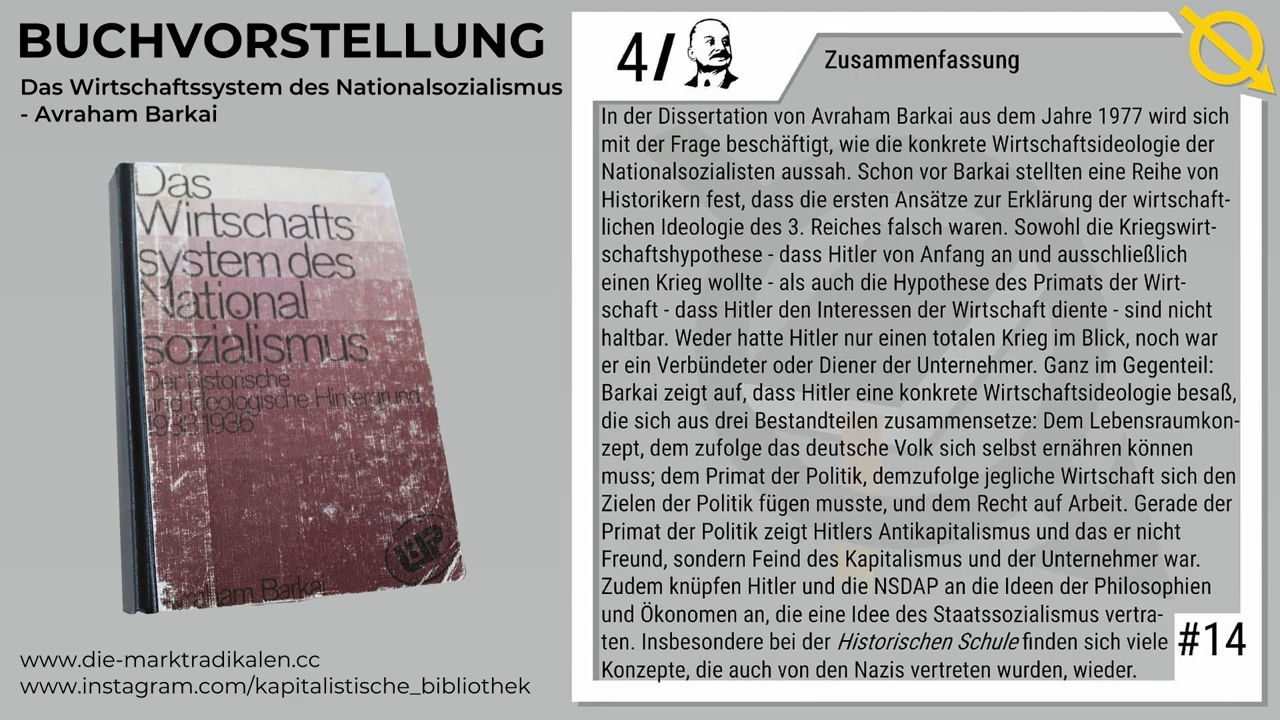 BUCHVORSTELLUNG
Das Wirtschaftssystem des Nationalsozialismus
- Avraham Barkai
Das
Wirtschafts
system des
National
sozialismus
Der historische
und ideologische Hintergrund
1933-1936
Avraham Barkai
www.die-marktradikalen.cc
www.instagram.com/kapitalistische_bibliothek
4/
Zusammenfassung
In der Dissertation von Avraham Barkai aus dem Jahre 1977 wird sich
mit der Frage beschäftigt, wie die konkrete Wirtschaftsideologie der
Nationalsozialisten aussah. Schon vor Barkai stellten eine Reihe von
Historikern fest, dass die ersten Ansätze zur Erklärung der wirtschaft-
lichen Ideologie des 3. Reiches falsch waren. Sowohl die Kriegswirt-
schaftshypothese - dass Hitler von Anfang an und ausschließlich
einen Krieg wollte - als auch die Hypothese des Primats der Wirt-
schaft - dass Hitler den Interessen der Wirtschaft diente - sind nicht
haltbar. Weder hatte Hitler nur einen totalen Krieg im Blick, noch war
er ein Verbündeter oder Diener der Unternehmer. Ganz im Gegenteil:
Barkai zeigt auf, dass Hitler eine konkrete Wirtschaftsideologie besaß,
die sich aus drei Bestandteilen zusammensetze: Dem Lebensraumkon-
zept, dem zufolge das deutsche Volk sich selbst ernähren können
muss; dem Primat der Politik, demzufolge jegliche Wirtschaft sich den
Zielen der Politik fügen musste, und dem Recht auf Arbeit. Gerade der
Primat der Politik zeigt Hitlers Antikapitalismus und das er nicht
Freund, sondern Feind des Kapitalismus und der Unternehmer war.
Zudem knüpfen Hitler und die NSDAP an die Ideen der Philosophien
und Ökonomen an, die eine Idee des Staatssozialismus vertra-
ten. Insbesondere bei der Historischen Schule finden sich viele
Konzepte, die auch von den Nazis vertreten wurden, wieder.
#14